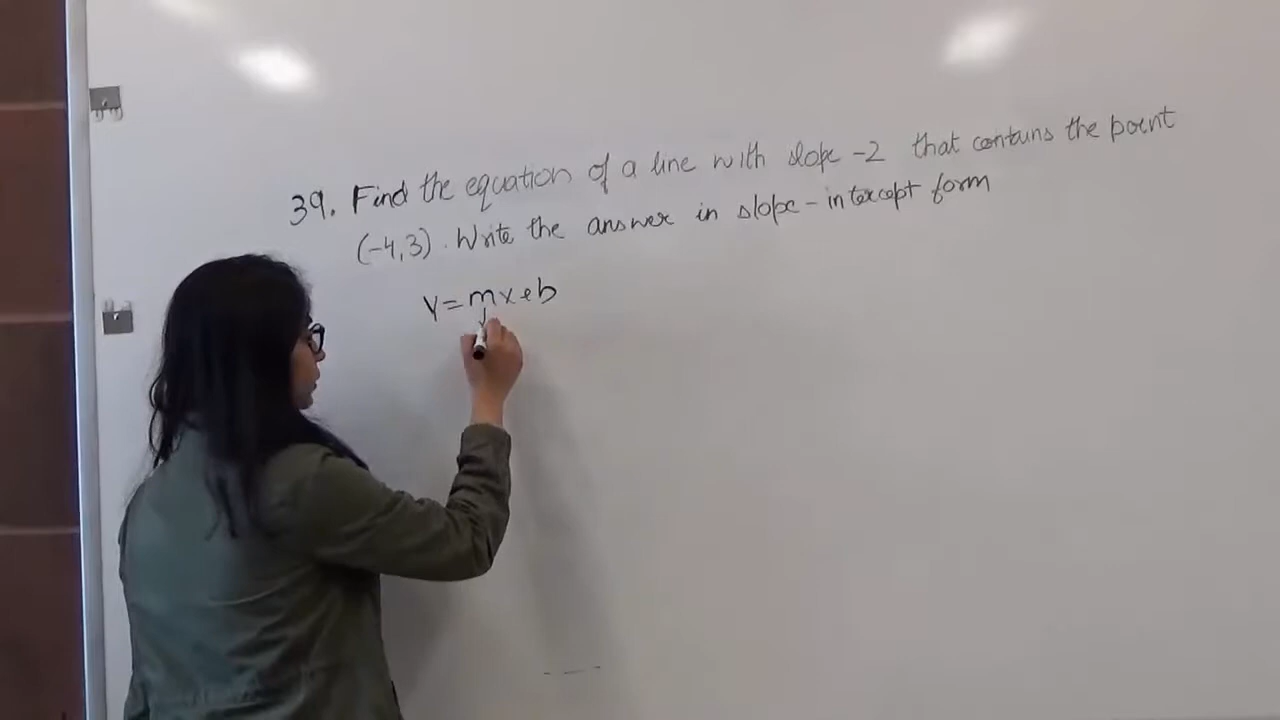 39. Find the equation of a line with slope -2 that contains the point
(-4,3). Write the answer in slope-intercept form
y=mx+b